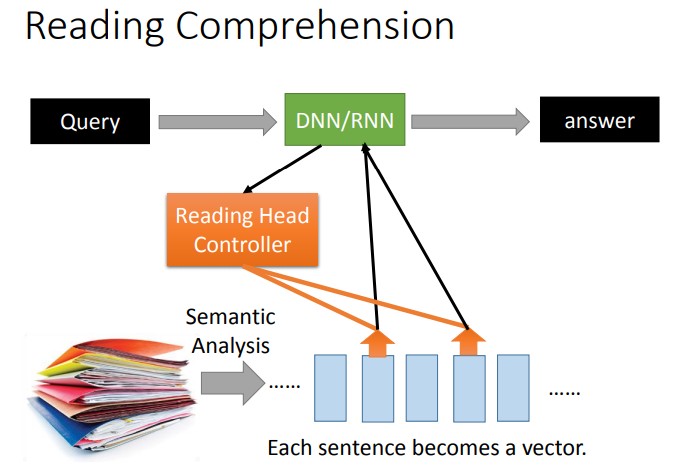 Reading Comprehension
Query
DNN/RNN
answer
Reading Head
Controller
Semantic
Analysis
......
......
Each sentence becomes a vector.